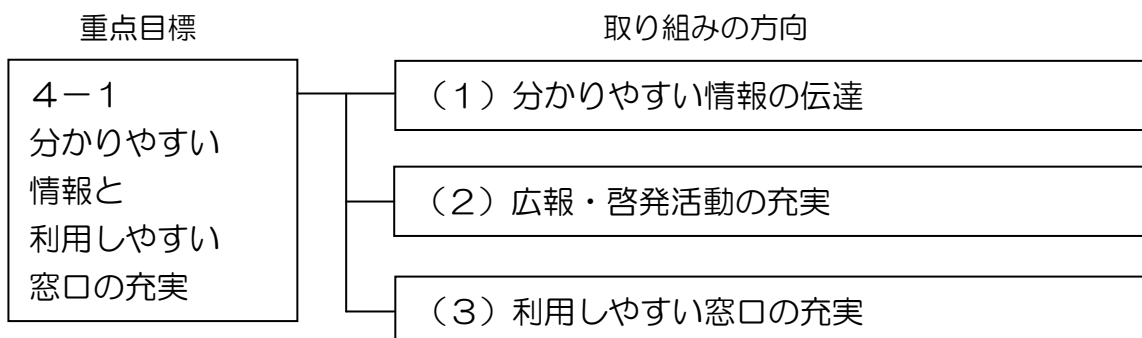 重点目標
取り組みの方向
4－1
分かりやすい
情報と
利用しやすい
窓口の充実
（1）分かりやすい情報の伝達
（2）広報・啓発活動の充実
（3）利用しやすい窓口の充実